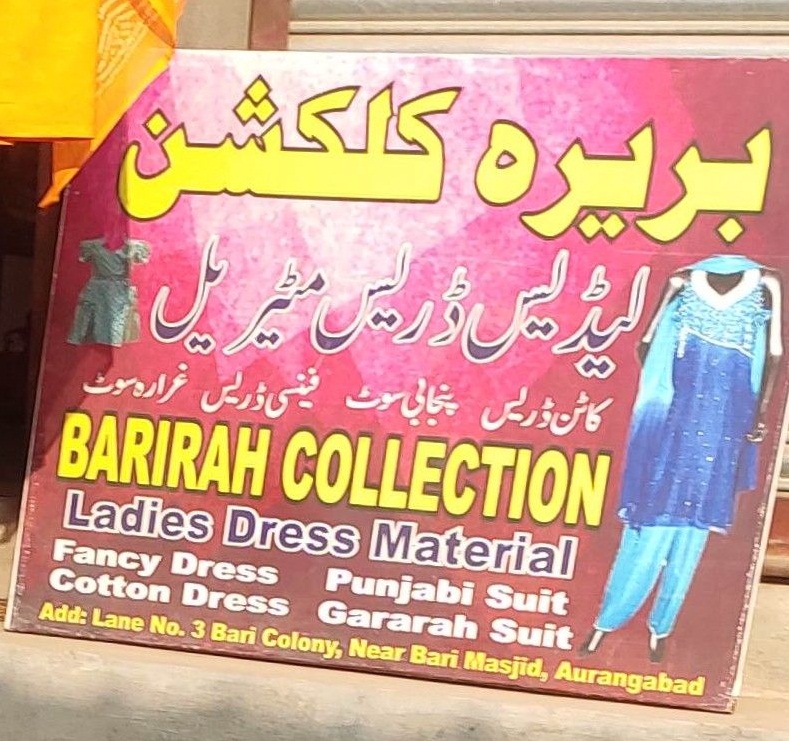 بریرہ کلکشن
لیڈیس ڈریس مٹیریل
کاٹن ڈریس پنجابی سوٹ فینسی ڈریس غرارہ سوٹ
BARIRAH COLLECTION
Ladies Dress Material
Fancy Dress Punjabi Suit
Cotton Dress Gararah Suit
Add: Lane No. 3 Bari Colony, Near Bari Masjid, Aurangabad